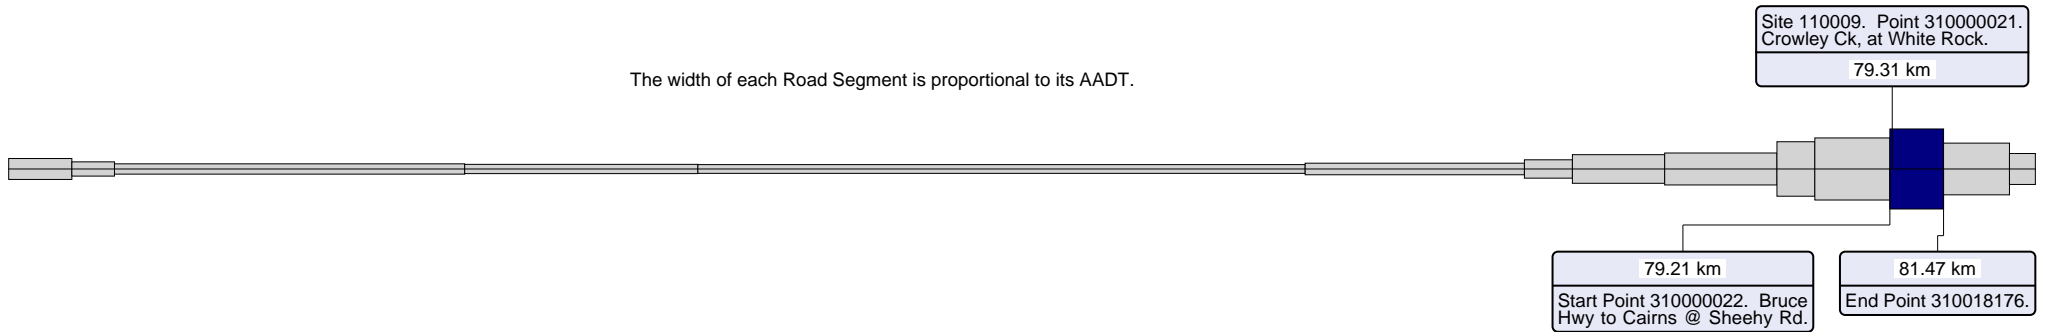 Site 110009.  Point 310000021.
Crowley Ck, at White Rock.
79.31 km
The width of each Road Segment is proportional to its AADT.
79.21 km
Start Point 310000022.  Bruce
Hwy to Cairns @ Sheehy Rd.
81.47 km
End Point 310018176.